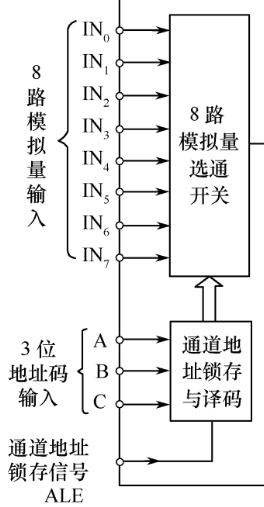 8
路
模
拟
量
输
入
IN₀
IN₁
IN₂
IN₃
IN₄
IN₅
IN₆
IN₇
8 路
模拟量
选通
开关
3 位
地址码
输入
A
B
C
通道地
址锁存
与译码
通道地址
锁存信号
ALE